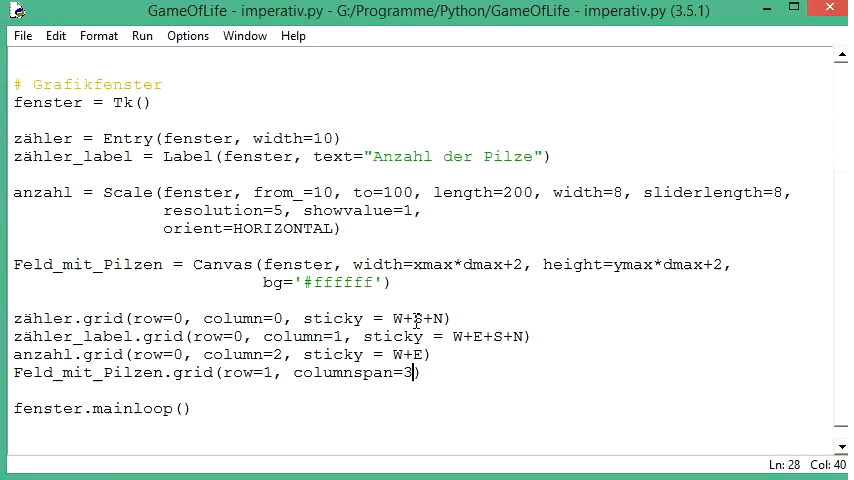 GameOfLife - imperativ.py - G:/Programme/Python/GameOfLife - imperativ.py (3.5.1)
File Edit Format Run Options Window Help
# Grafikfenster
fenster = Tk()
zähler = Entry(fenster, width=10)
zähler_label = Label(fenster, text="Anzahl der Pilze")
anzahl = Scale(fenster, from_=10, to=100, length=200, width=8, sliderlength=8,
resolution=5, showvalue=1,
orient=HORIZONTAL)
Feld_mit_Pilzen = Canvas(fenster, width=xmax*dmax+2, height=ymax*dmax+2,
bg='#ffffff')
zähler.grid(row=0, column=0, sticky = W+S+N)
zähler_label.grid(row=0, column=1, sticky = W+E+S+N)
anzahl.grid(row=0, column=2, sticky = W+E)
Feld_mit_Pilzen.grid(row=1, columnspan=3)
fenster.mainloop()
Ln: 28 Col: 40